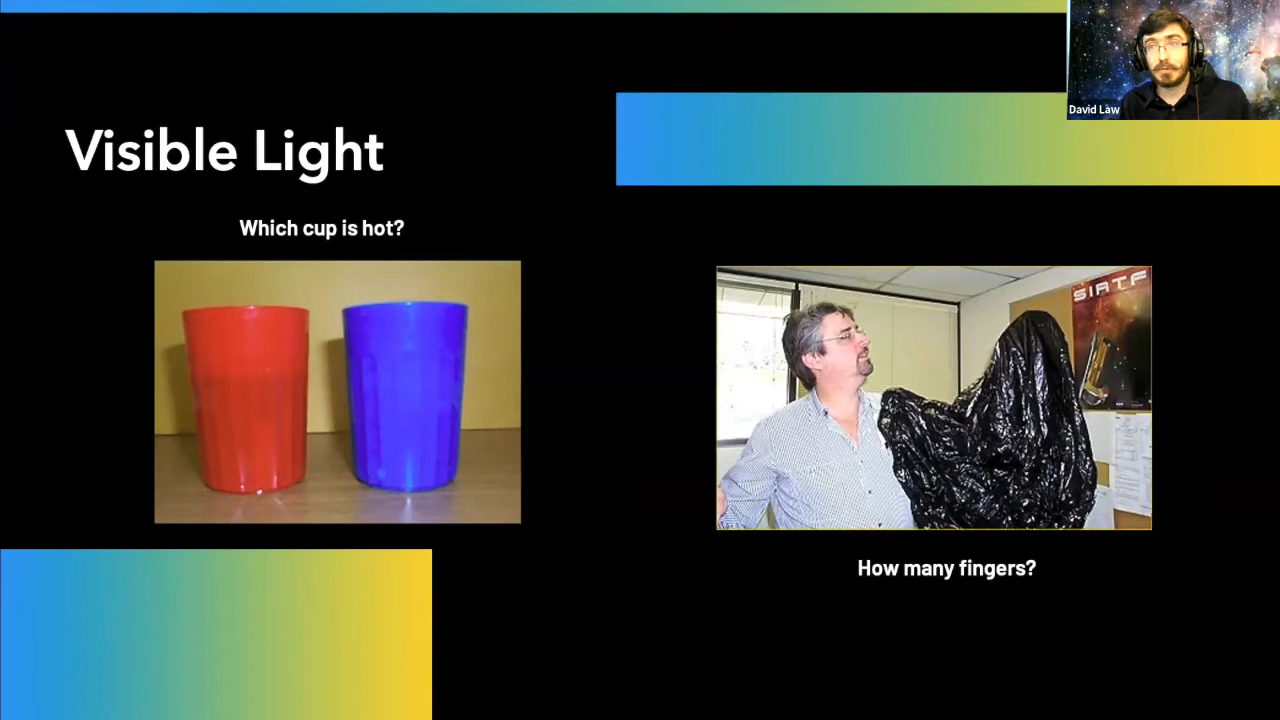 David Law
Visible Light
Which cup is hot?
SIRTF
How many fingers?